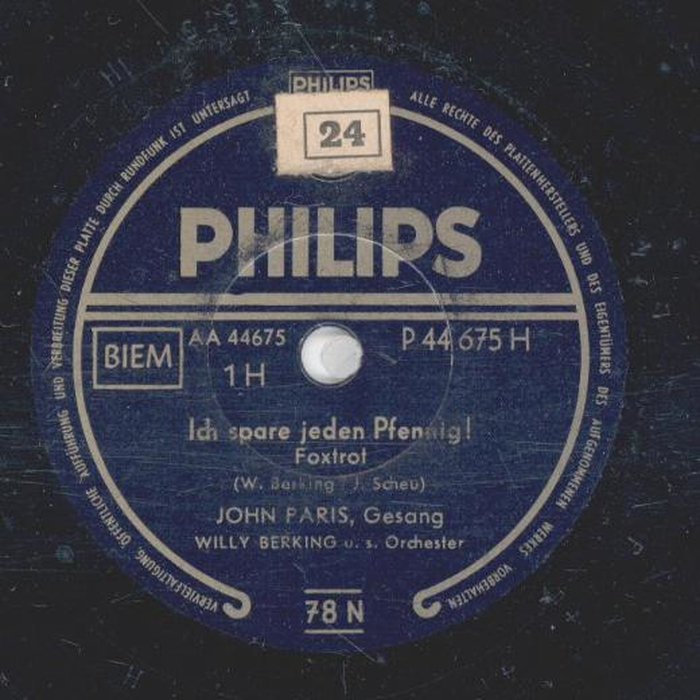 PHILIPS
24
PHILIPS
BIEM
AA 44675
P 44 675 H
1 H
Ich spare jeden Pfennig!
Foxtrot
(W. Berking J. Scheu)
JOHN PARIS, Gesang
WILLY BERKING u. s. Orchester
78 N
ALLE RECHTE DES PLATTENHERSTELLERS UND DES EIGENTÜMERS DES AUFGENOMMENEN WERKES VORBEHALTEN. VERVIELFÄLTIGUNG, ÖFFENTLICHE AUFFÜHRUNG UND VERBREITUNG DIESER PLATTE DURCH RUNDFUNK IST UNTERSAGT